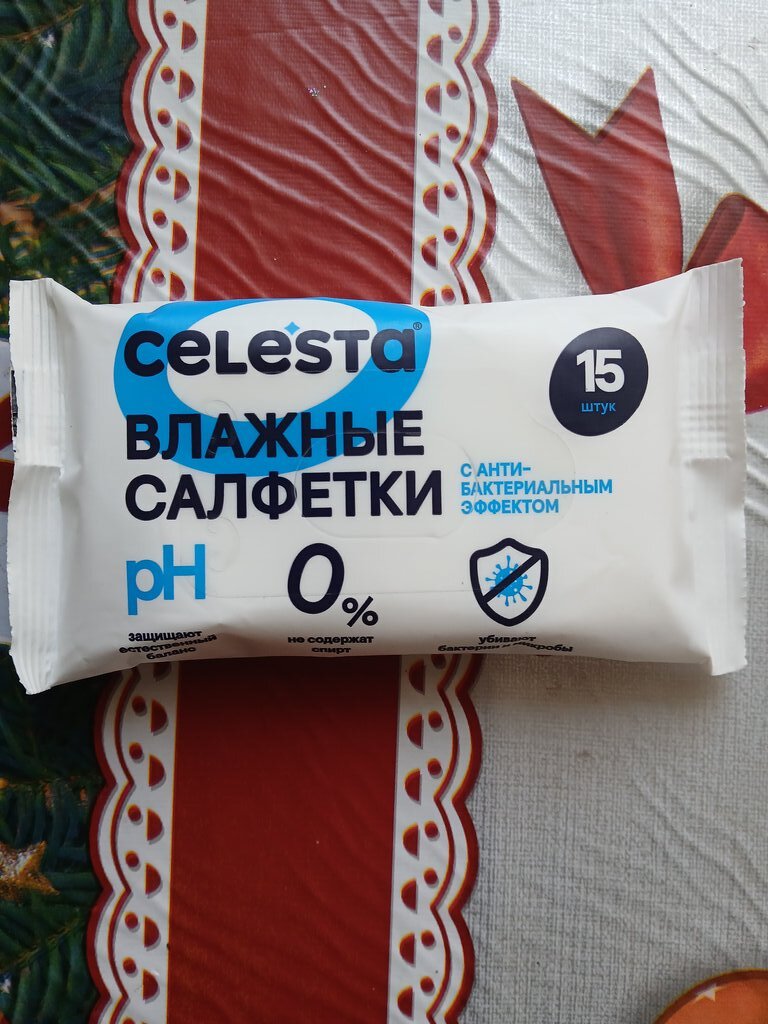 celesta®
15
штук
ВЛАЖНЫЕ
САЛФЕТКИ
С АНТИ-
БАКТЕРИАЛЬНЫМ
ЭФФЕКТОМ
pH
0%
защищают
естественный
баланс
не содержат
спирт
убивают
бактерии и микробы